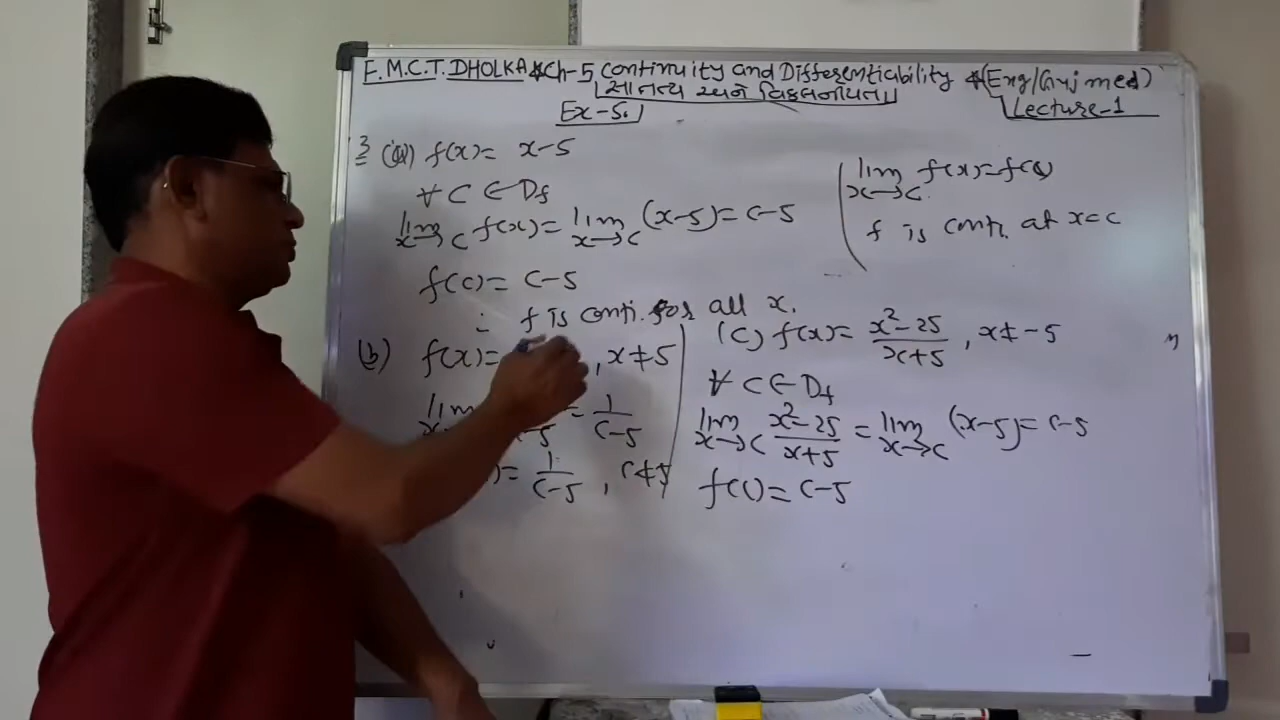 F.M.C.T. DHOLKA * Ch-5 Continuity and Differentiability * (Eng/Guj med)
સાતત્ય અને વિકલનીયતા
Lecture-1
Ex-5.1
3 f(x)= x-5
∀ C ∈ Df
lim x→c f(x)= lim x→c (x-5)= c-5
f(c)= c-5
∴ f is conti. for all x.
lim x→c f(x)=f(c)
f is conti. at x=c
(b) f(x)= , x≠5
lim = 1/(c-5)
= 1/(c-5) , c≠5
(C) f(x)= (x²-25)/(x+5) , x≠-5
∀ C ∈ Df
lim x→c (x²-25)/(x+5) = lim x→c (x-5)= c-5
f(c)= c-5